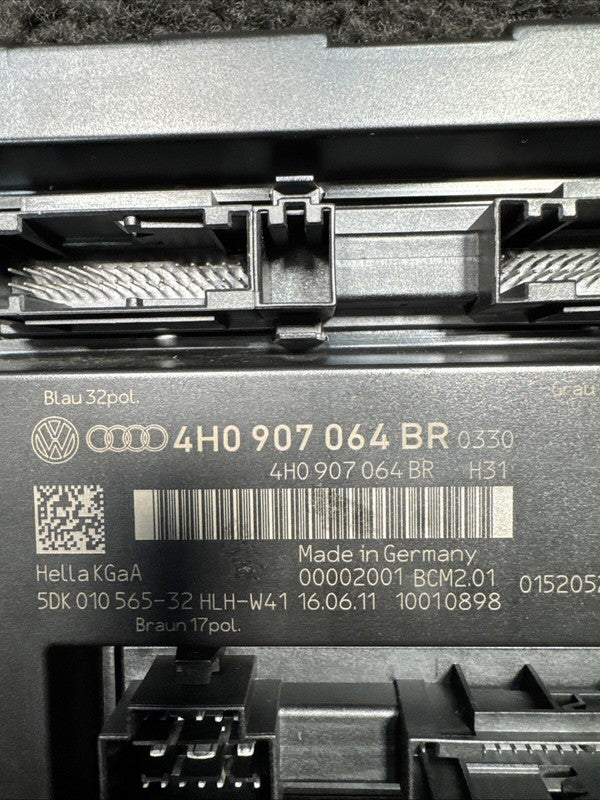 Blau 32pol.
Grau
4H0 907 064 BR 0330
4H0 907 064 BR H31
Made in Germany
Hella KGaA
00002001 BCM2.01
015205
5DK 010 565-32 HLH-W41 16.06.11 10010898
Braun 17pol.